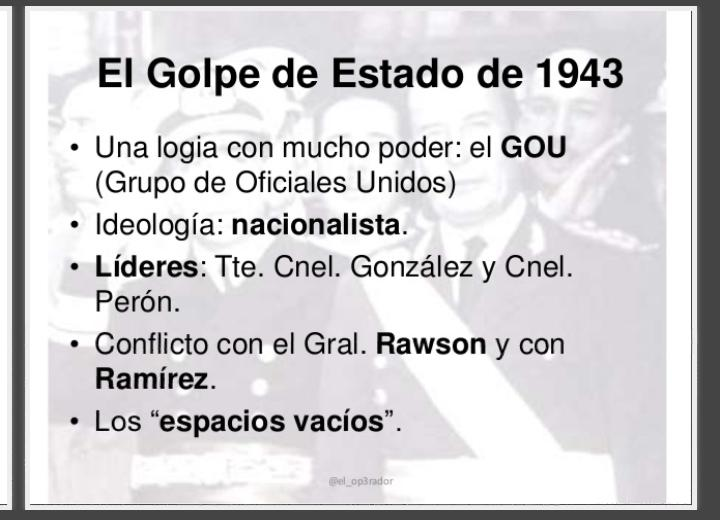 El Golpe de Estado de 1943
• Una logia con mucho poder: el GOU
(Grupo de Oficiales Unidos)
• Ideología: nacionalista.
• Líderes: Tte. Cnel. González y Cnel.
Perón.
• Conflicto con el Gral. Rawson y con
Ramírez.
• Los “espacios vacíos”.
@el_op3rador